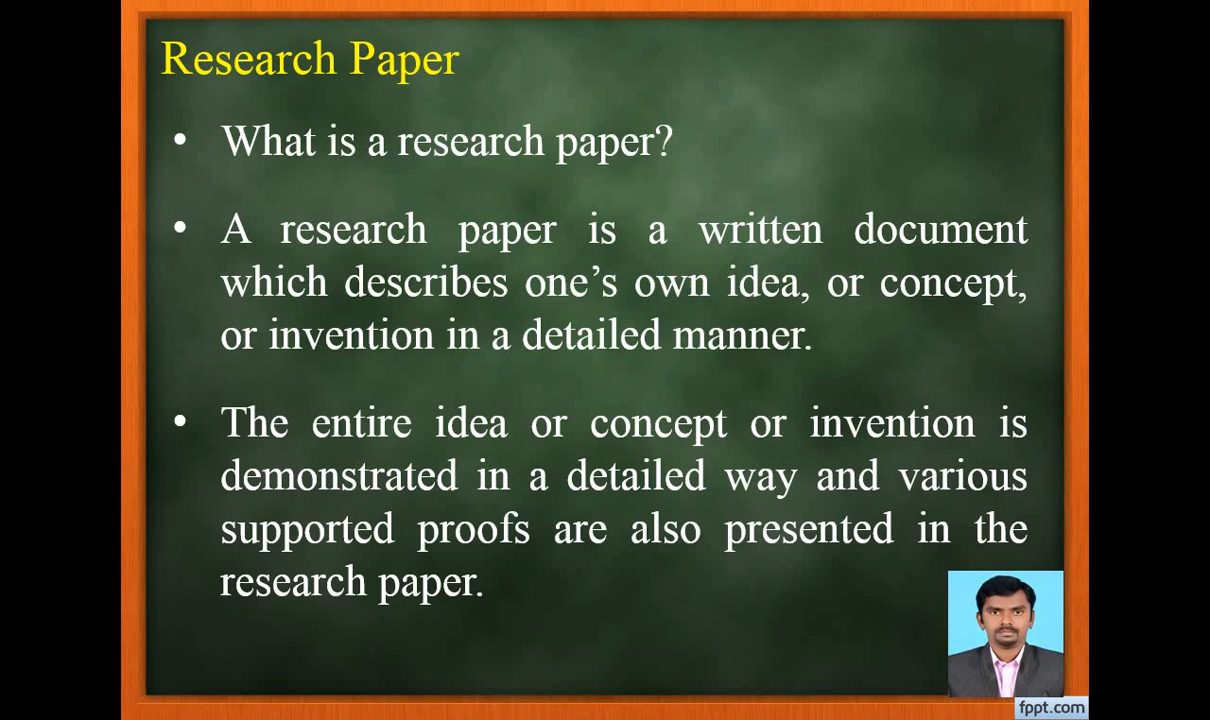 Research Paper
• What is a research paper?
• A research paper is a written document
which describes one’s own idea, or concept,
or invention in a detailed manner.
• The entire idea or concept or invention is
demonstrated in a detailed way and various
supported proofs are also presented in the
research paper.
fppt.com